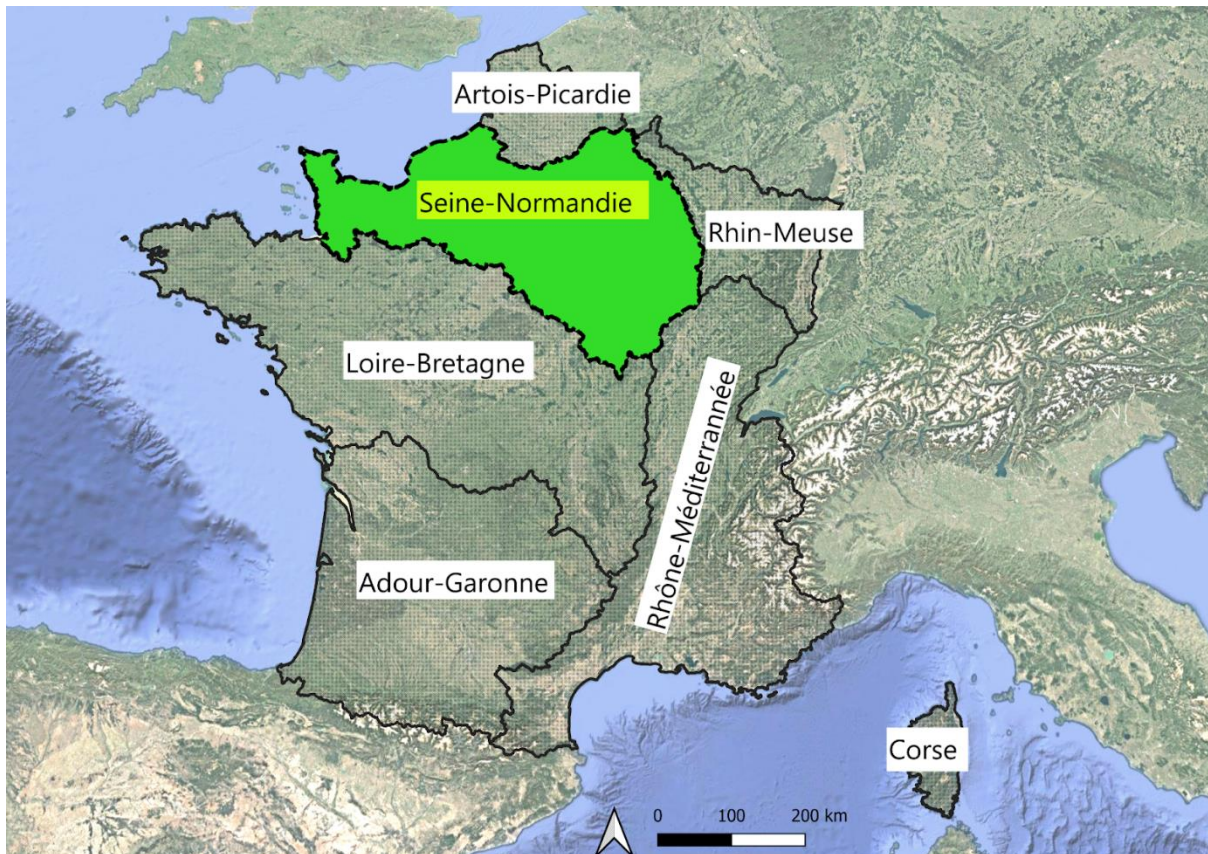 Artois-Picardie
Seine-Normandie
Rhin-Meuse
Loire-Bretagne
Rhône-Méditerrannée
Adour-Garonne
Corse
0 100 200 km